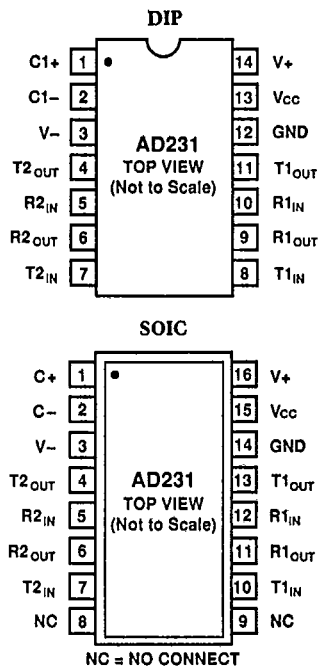 DIP
C1+ 1 14 V+
C1– 2 13 VCC
V– 3 12 GND
T2OUT 4 11 T1OUT
R2IN 5 10 R1IN
R2OUT 6 9 R1OUT
T2IN 7 8 T1IN
AD231
TOP VIEW
(Not to Scale)
SOIC
C+ 1 16 V+
C– 2 15 VCC
V– 3 14 GND
T2OUT 4 13 T1OUT
R2IN 5 12 R1IN
R2OUT 6 11 R1OUT
T2IN 7 10 T1IN
NC 8 9 NC
AD231
TOP VIEW
(Not to Scale)
NC = NO CONNECT